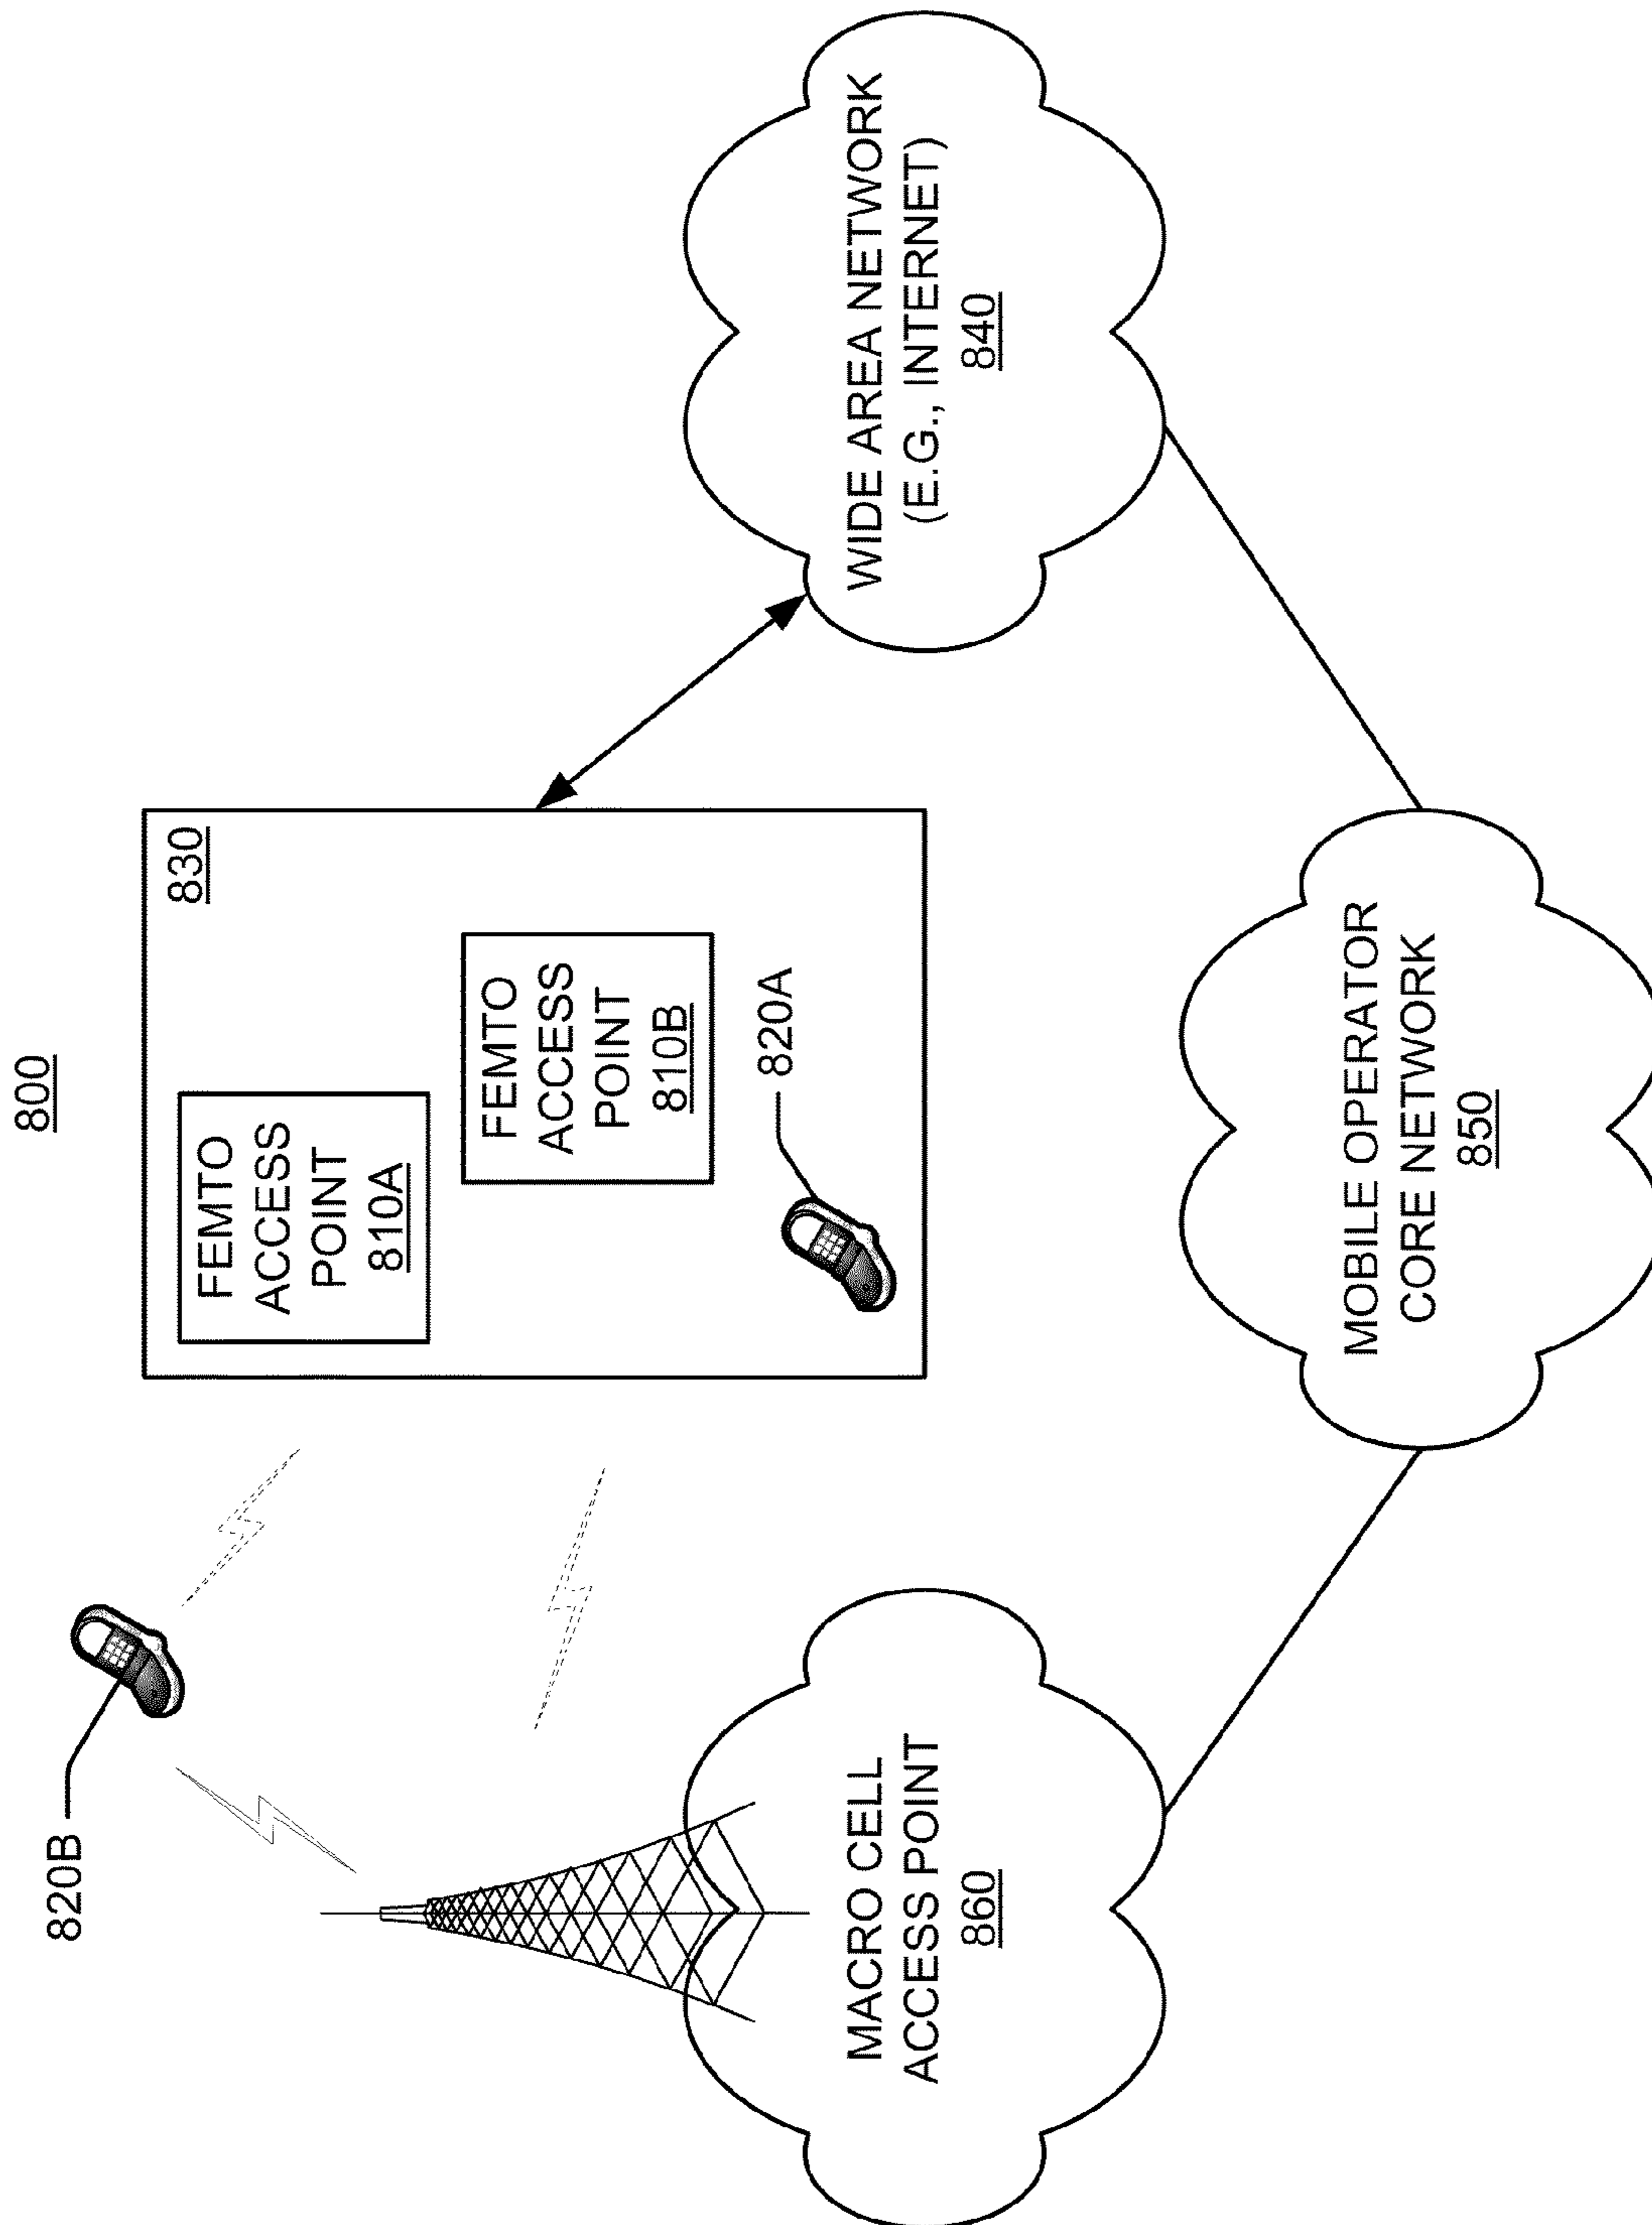 800
820B
FEMTO
ACCESS
POINT
810A
830
FEMTO
ACCESS
POINT
810B
820A
MACRO CELL
ACCESS POINT
860
WIDE AREA NETWORK
(E.G., INTERNET)
840
MOBILE OPERATOR
CORE NETWORK
850